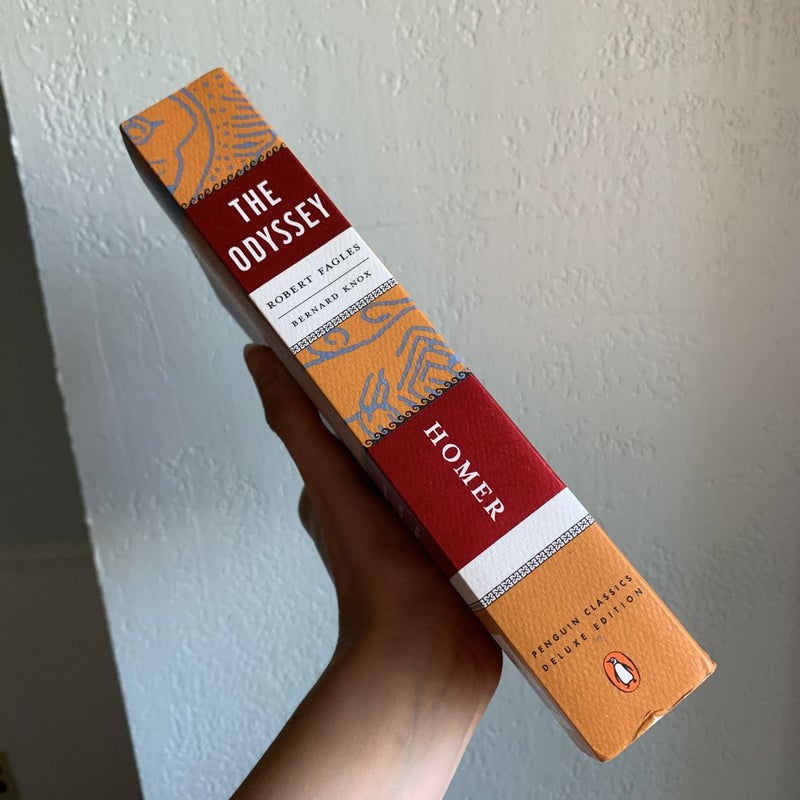 THE
ODYSSEY
ROBERT FAGLES
BERNARD KNOX
HOMER
PENGUIN CLASSICS
DELUXE EDITION